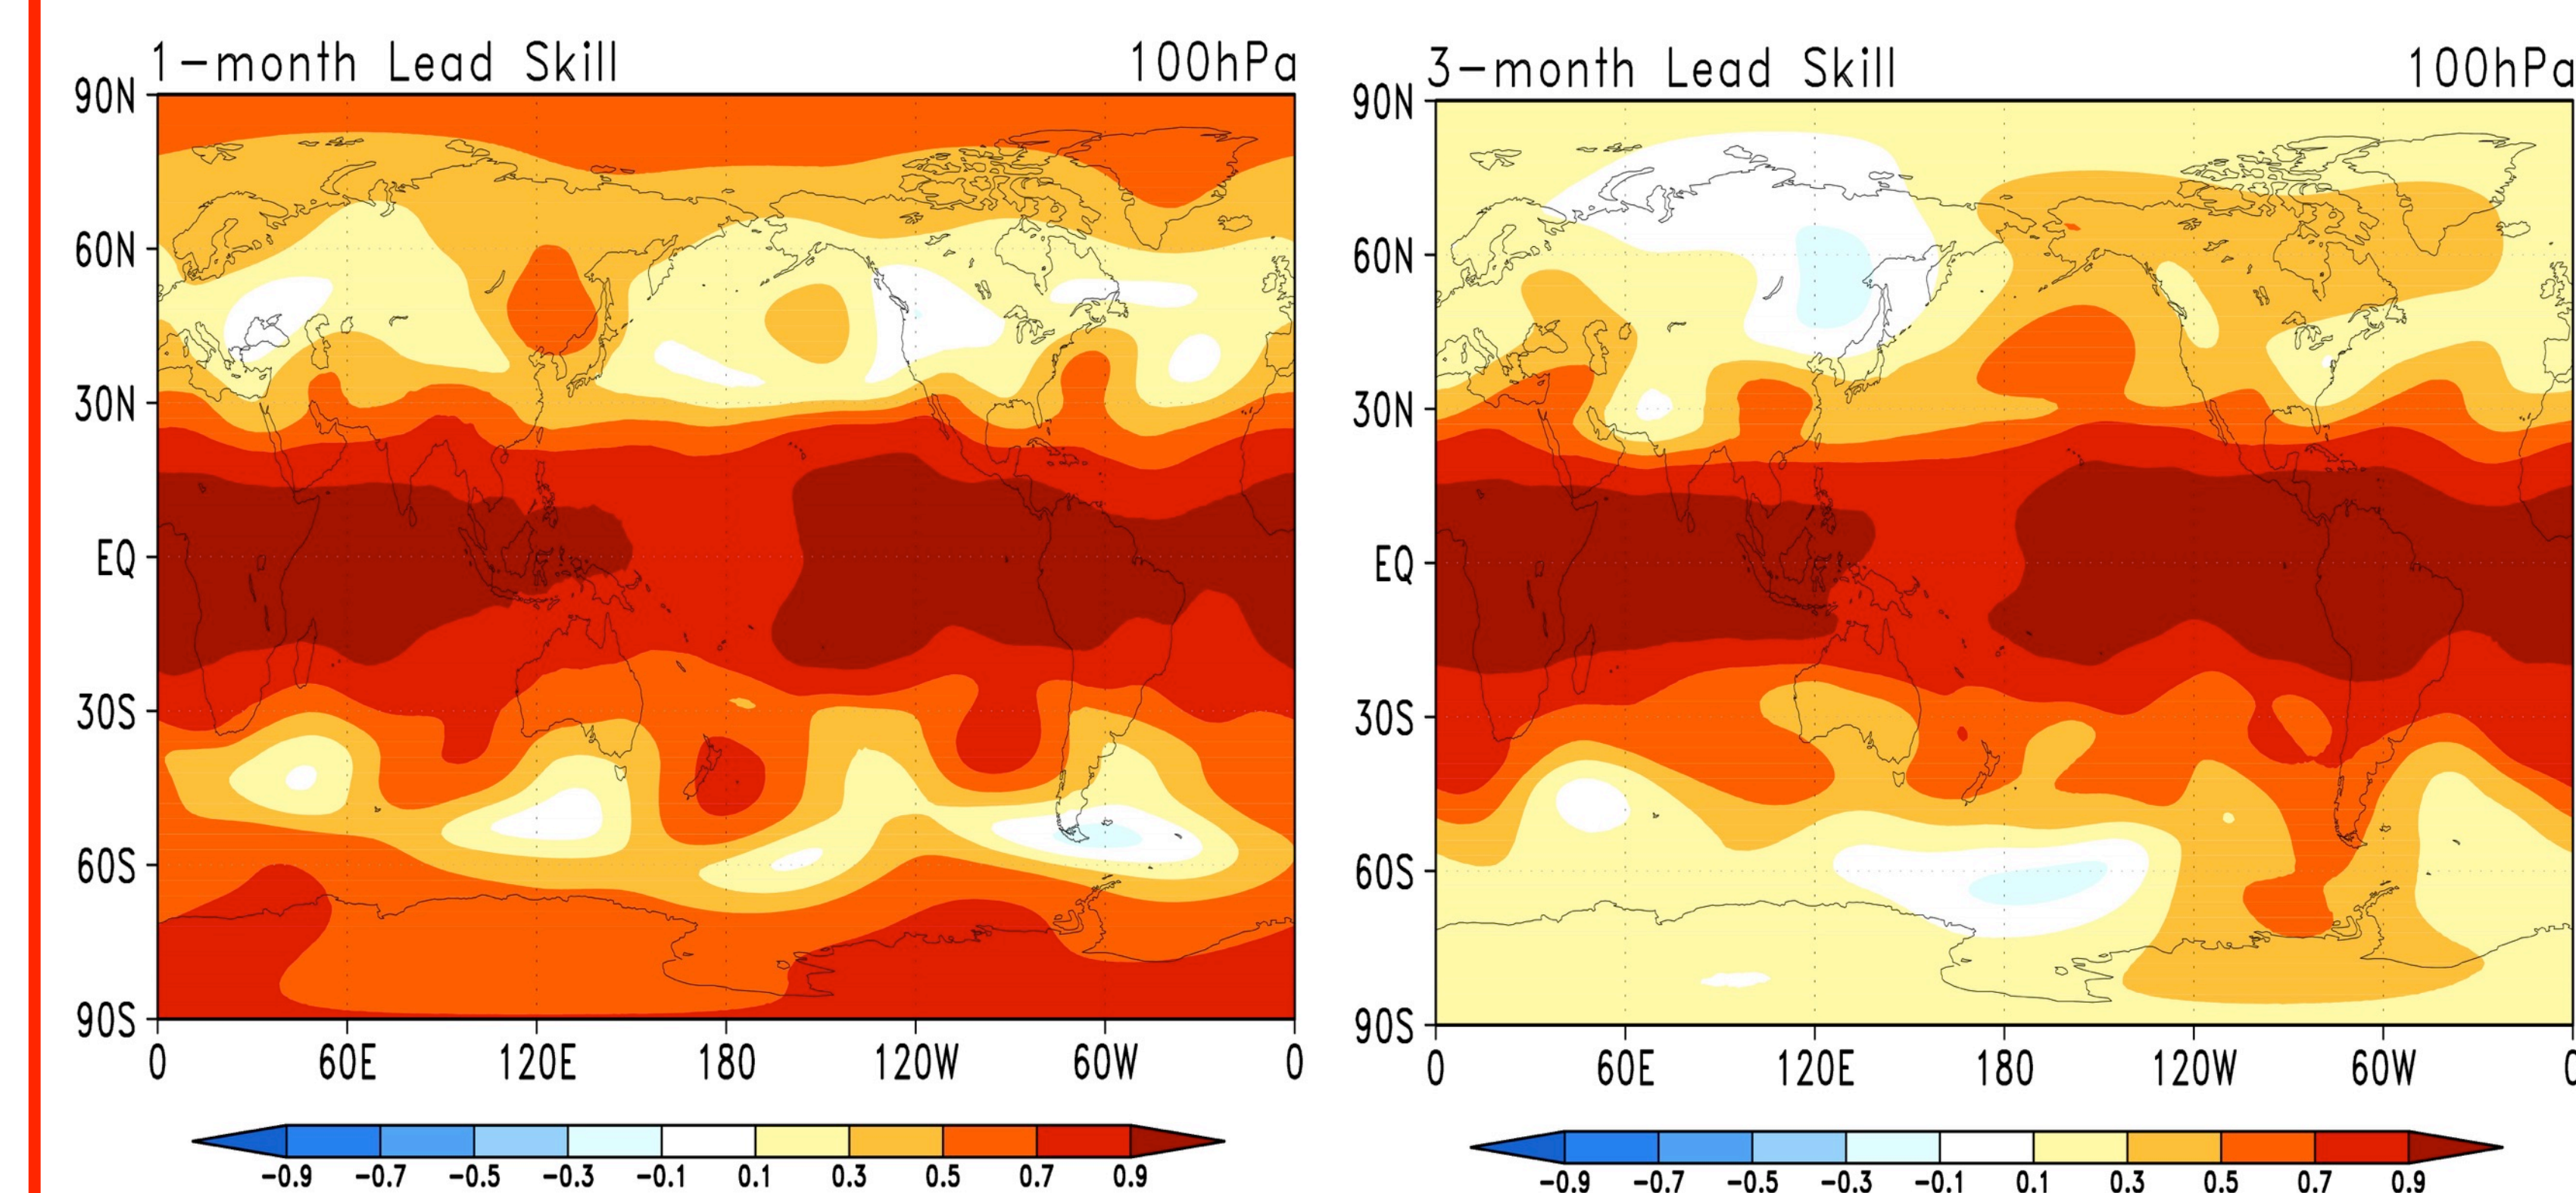 1-month Lead Skill 100hPa
90N
60N
30N
EQ
30S
60S
90S
0 60E 120E 180 120W 60W 0
-0.9 -0.7 -0.5 -0.3 -0.1 0.1 0.3 0.5 0.7 0.9
3-month Lead Skill 100hPa
90N
60N
30N
EQ
30S
60S
90S
0 60E 120E 180 120W 60W 0
-0.9 -0.7 -0.5 -0.3 -0.1 0.1 0.3 0.5 0.7 0.9